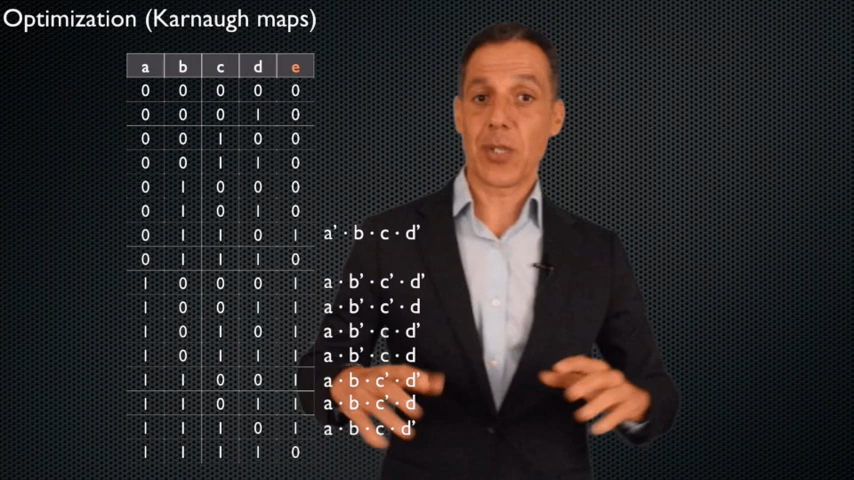 Optimization (Karnaugh maps)
a b c d e
0 0 0 0 0
0 0 0 1 0
0 0 1 0 0
0 0 1 1 0
0 1 0 0 0
0 1 0 1 0
0 1 1 0 1 a' · b · c · d'
0 1 1 1 0
1 0 0 0 1 a · b' · c' · d'
1 0 0 1 1 a · b' · c' · d
1 0 1 0 1 a · b' · c · d'
1 0 1 1 1 a · b' · c · d
1 1 0 0 1 a · b · c' · d'
1 1 0 1 1 a · b · c' · d
1 1 1 0 1 a · b · c · d'
1 1 1 1 0